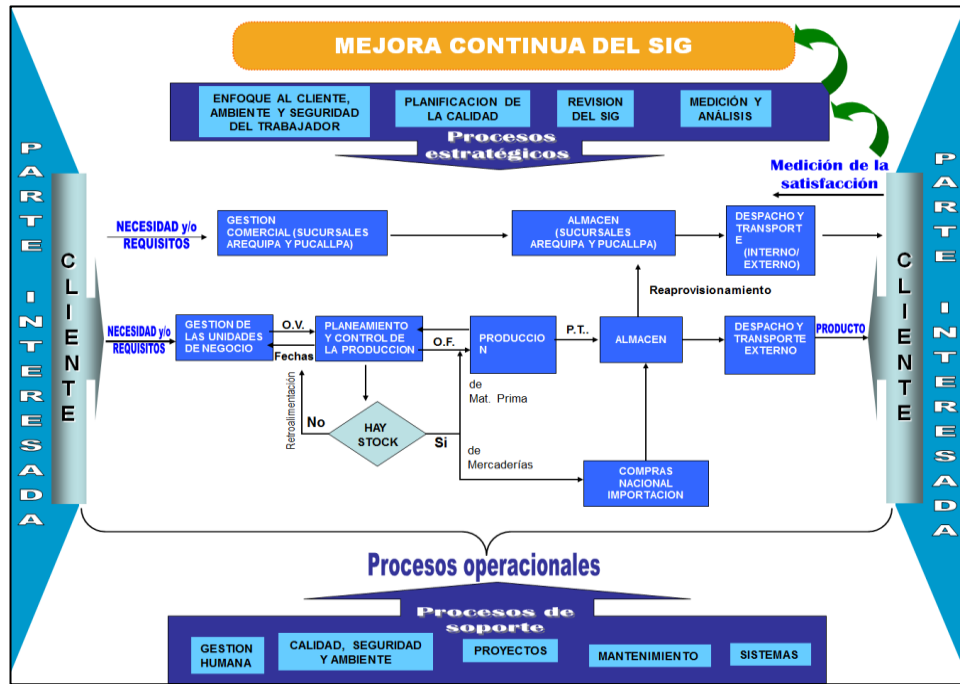 MEJORA CONTINUA DEL SIG
ENFOQUE AL CLIENTE,
AMBIENTE Y SEGURIDAD
DEL TRABAJADOR
PLANIFICACION DE
LA CALIDAD
REVISION
DEL SIG
MEDICIÓN Y
ANÁLISIS
Procesos
estratégicos
PARTE INTERESADA
CLIENTE
Medición de la
satisfacción
NECESIDAD y/o
REQUISITOS
GESTION
COMERCIAL (SUCURSALES
AREQUIPA Y PUCALLPA)
ALMACEN
(SUCURSALES
AREQUIPA Y PUCALLPA)
DESPACHO Y
TRANSPORT
E
(INTERNO/
EXTERNO)
Reaprovisionamiento
NECESIDAD y/o
REQUISITOS
GESTION DE
LAS UNIDADES
DE NEGOCIO
O.V.
Fechas
PLANEAMIENTO
Y CONTROL DE
LA PRODUCCION
O.F.
PRODUCCIO
N
P.T..
ALMACEN
DESPACHO Y
TRANSPORTE
EXTERNO
PRODUCTO
CLIENTE
PARTE INTERESADA
Retroalimentación
No
HAY
STOCK
Si
de
Mat. Prima
de
Mercaderías
COMPRAS
NACIONAL
IMPORTACION
Procesos operacionales
Procesos de
soporte
GESTION
HUMANA
CALIDAD, SEGURIDAD
Y AMBIENTE
PROYECTOS
MANTENIMIENTO
SISTEMAS